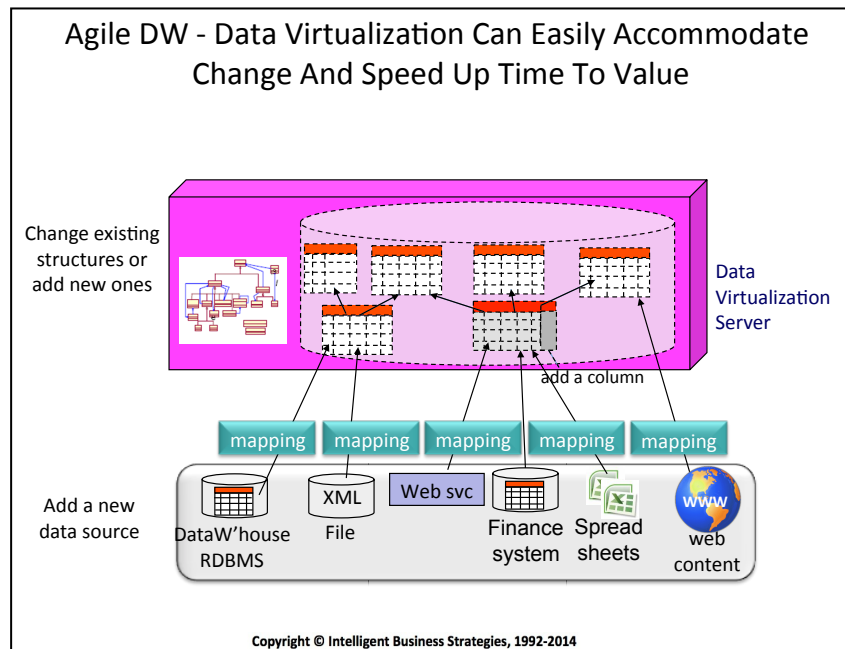 Agile DW - Data Virtualization Can Easily Accommodate
Change And Speed Up Time To Value
Change existing
structures or
add new ones
Data
Virtualization
Server
add a column
mapping
mapping
mapping
mapping
mapping
Add a new
data source
DataW'house
RDBMS
XML
File
Web svc
Finance
system
Spread
sheets
www
web
content
Copyright © Intelligent Business Strategies, 1992-2014